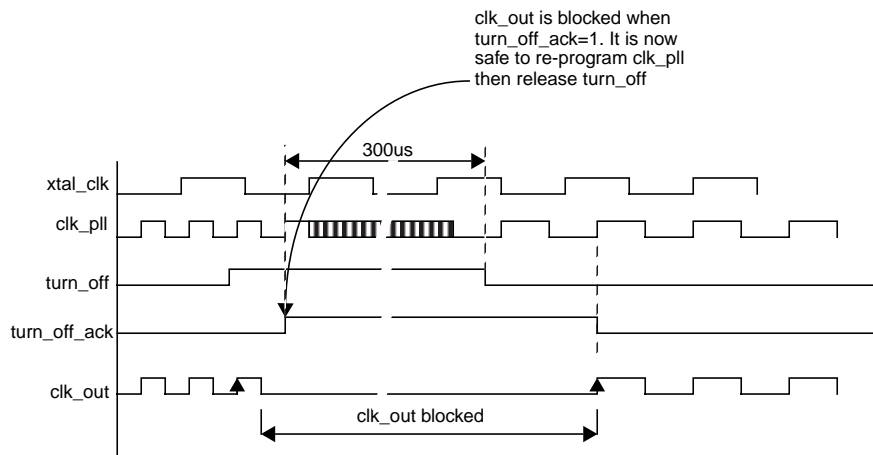 clk_out is blocked when
turn_off_ack=1. It is now
safe to re-program clk_pll
then release turn_off
300us
xtal_clk
clk_pll
turn_off
turn_off_ack
clk_out
clk_out blocked